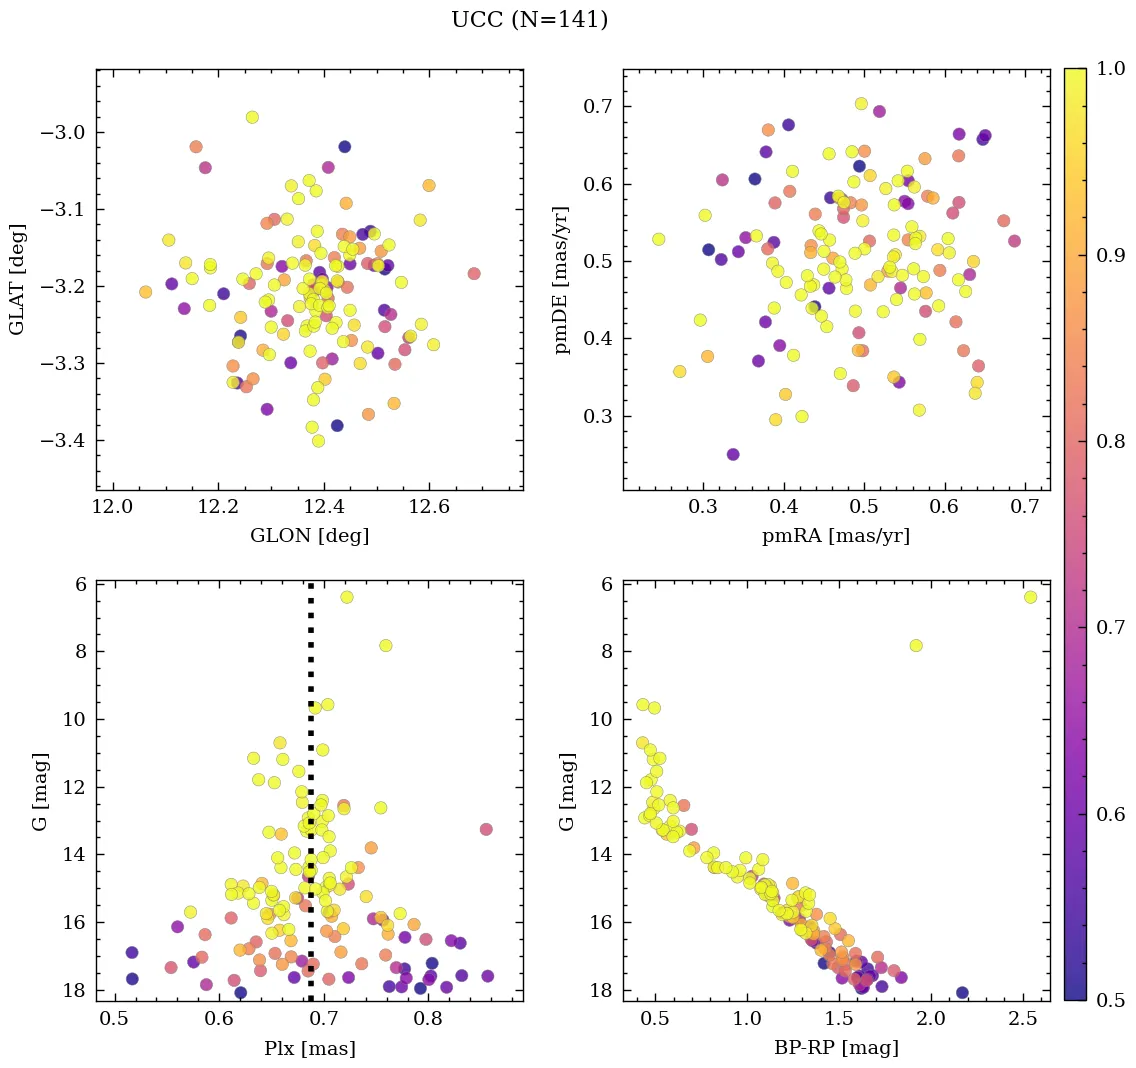 UCC (N=141)
−3.0
−3.1
−3.2
−3.3
−3.4
GLAT [deg]
12.0 12.2 12.4 12.6
GLON [deg]
0.7
0.6
0.5
0.4
0.3
pmDE [mas/yr]
0.3 0.4 0.5 0.6 0.7
pmRA [mas/yr]
6
8
10
12
14
16
18
G [mag]
0.5 0.6 0.7 0.8
Plx [mas]
6
8
10
12
14
16
18
G [mag]
0.5 1.0 1.5 2.0 2.5
BP-RP [mag]
1.0
0.9
0.8
0.7
0.6
0.5